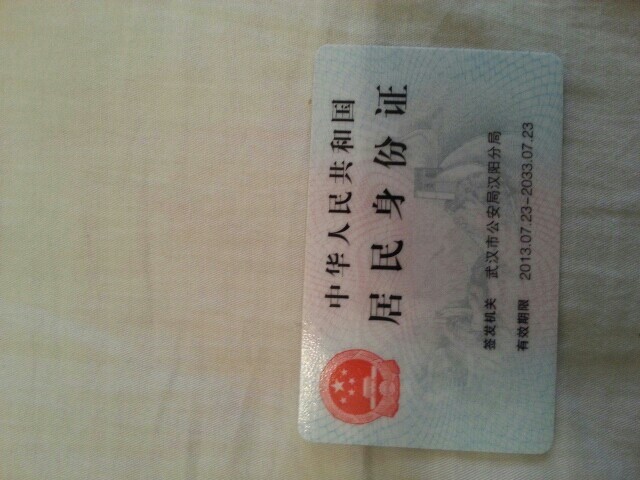 中华人民共和国
居民身份证
签发机关 武汉市公安局汉阳分局
有效期限 2013.07.23-2033.07.23